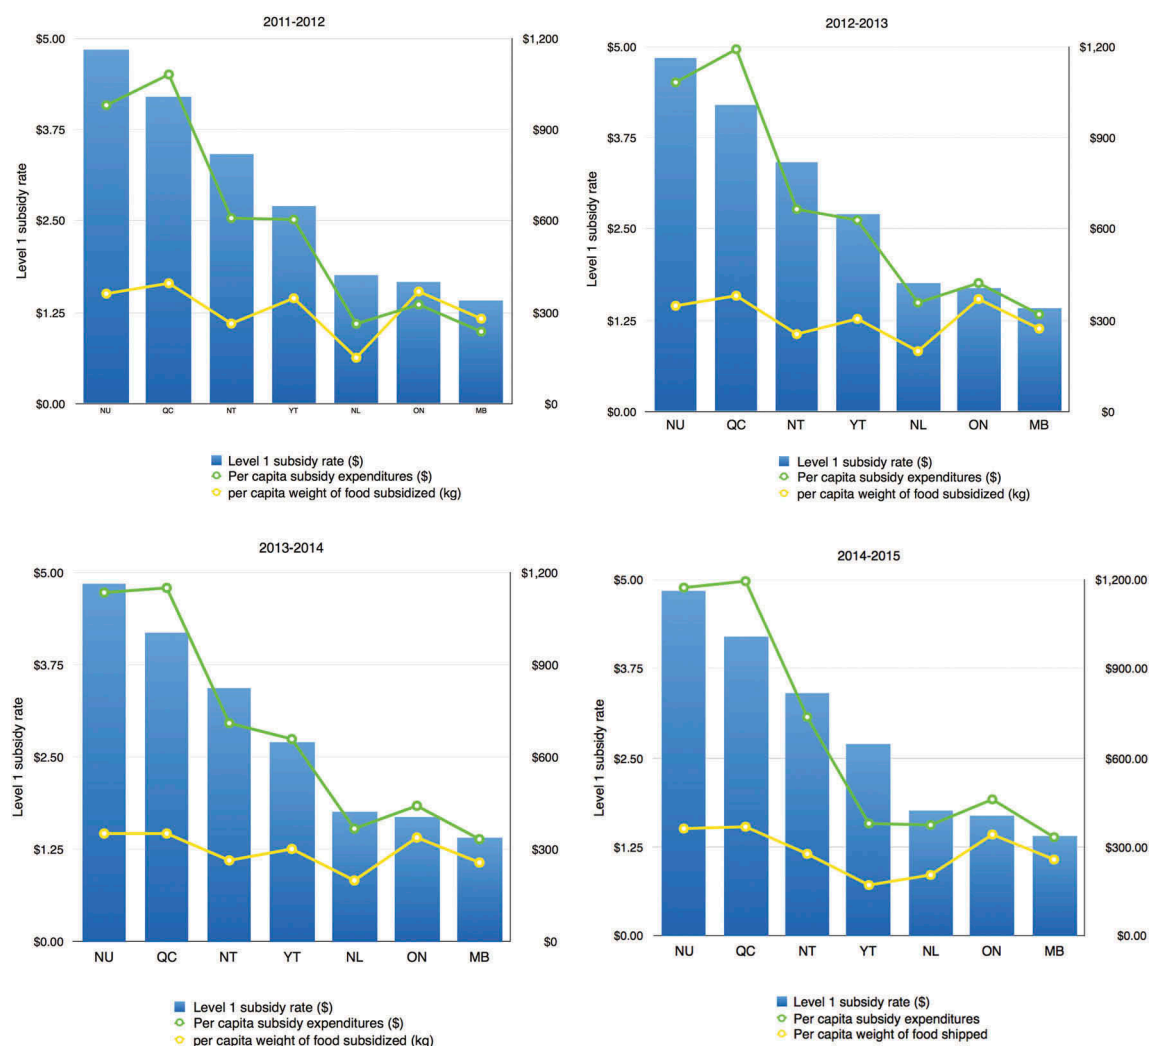 2011-2012
$5.00
$3.75
$2.50
$1.25
$0.00
Level 1 subsidy rate
$1,200
$900
$600
$300
$0
NU QC NT YT NL ON MB
Level 1 subsidy rate ($)
Per capita subsidy expenditures ($)
per capita weight of food subsidized (kg)
2012-2013
$5.00
$3.75
$2.50
$1.25
$0.00
Level 1 subsidy rate
$1,200
$900
$600
$300
$0
NU QC NT YT NL ON MB
Level 1 subsidy rate ($)
Per capita subsidy expenditures ($)
per capita weight of food subsidized (kg)
2013-2014
$5.00
$3.75
$2.50
$1.25
$0.00
Level 1 subsidy rate
$1,200
$900
$600
$300
$0
NU QC NT YT NL ON MB
Level 1 subsidy rate ($)
Per capita subsidy expenditures ($)
per capita weight of food subsidized (kg)
2014-2015
$5.00
$3.75
$2.50
$1.25
$0.00
Level 1 subsidy rate
$1,200.00
$900.00
$600.00
$300.00
$0.00
NU QC NT YT NL ON MB
Level 1 subsidy rate ($)
Per capita subsidy expenditures
Per capita weight of food shipped